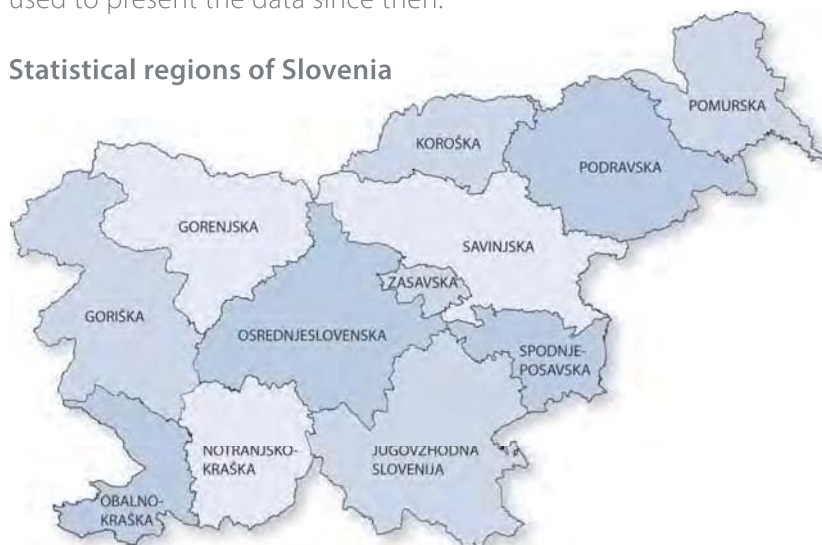 used to present the data since then.
Statistical regions of Slovenia
POMURSKA
KOROŠKA
PODRAVSKA
GORENJSKA
SAVINJSKA
ZASAVSKA
GORIŠKA
OSREDNJESLOVENSKA
SPODNJE-
POSAVSKA
NOTRANJSKO-
KRAŠKA
JUGOVZHODNA
SLOVENIJA
OBALNO-
KRAŠKA